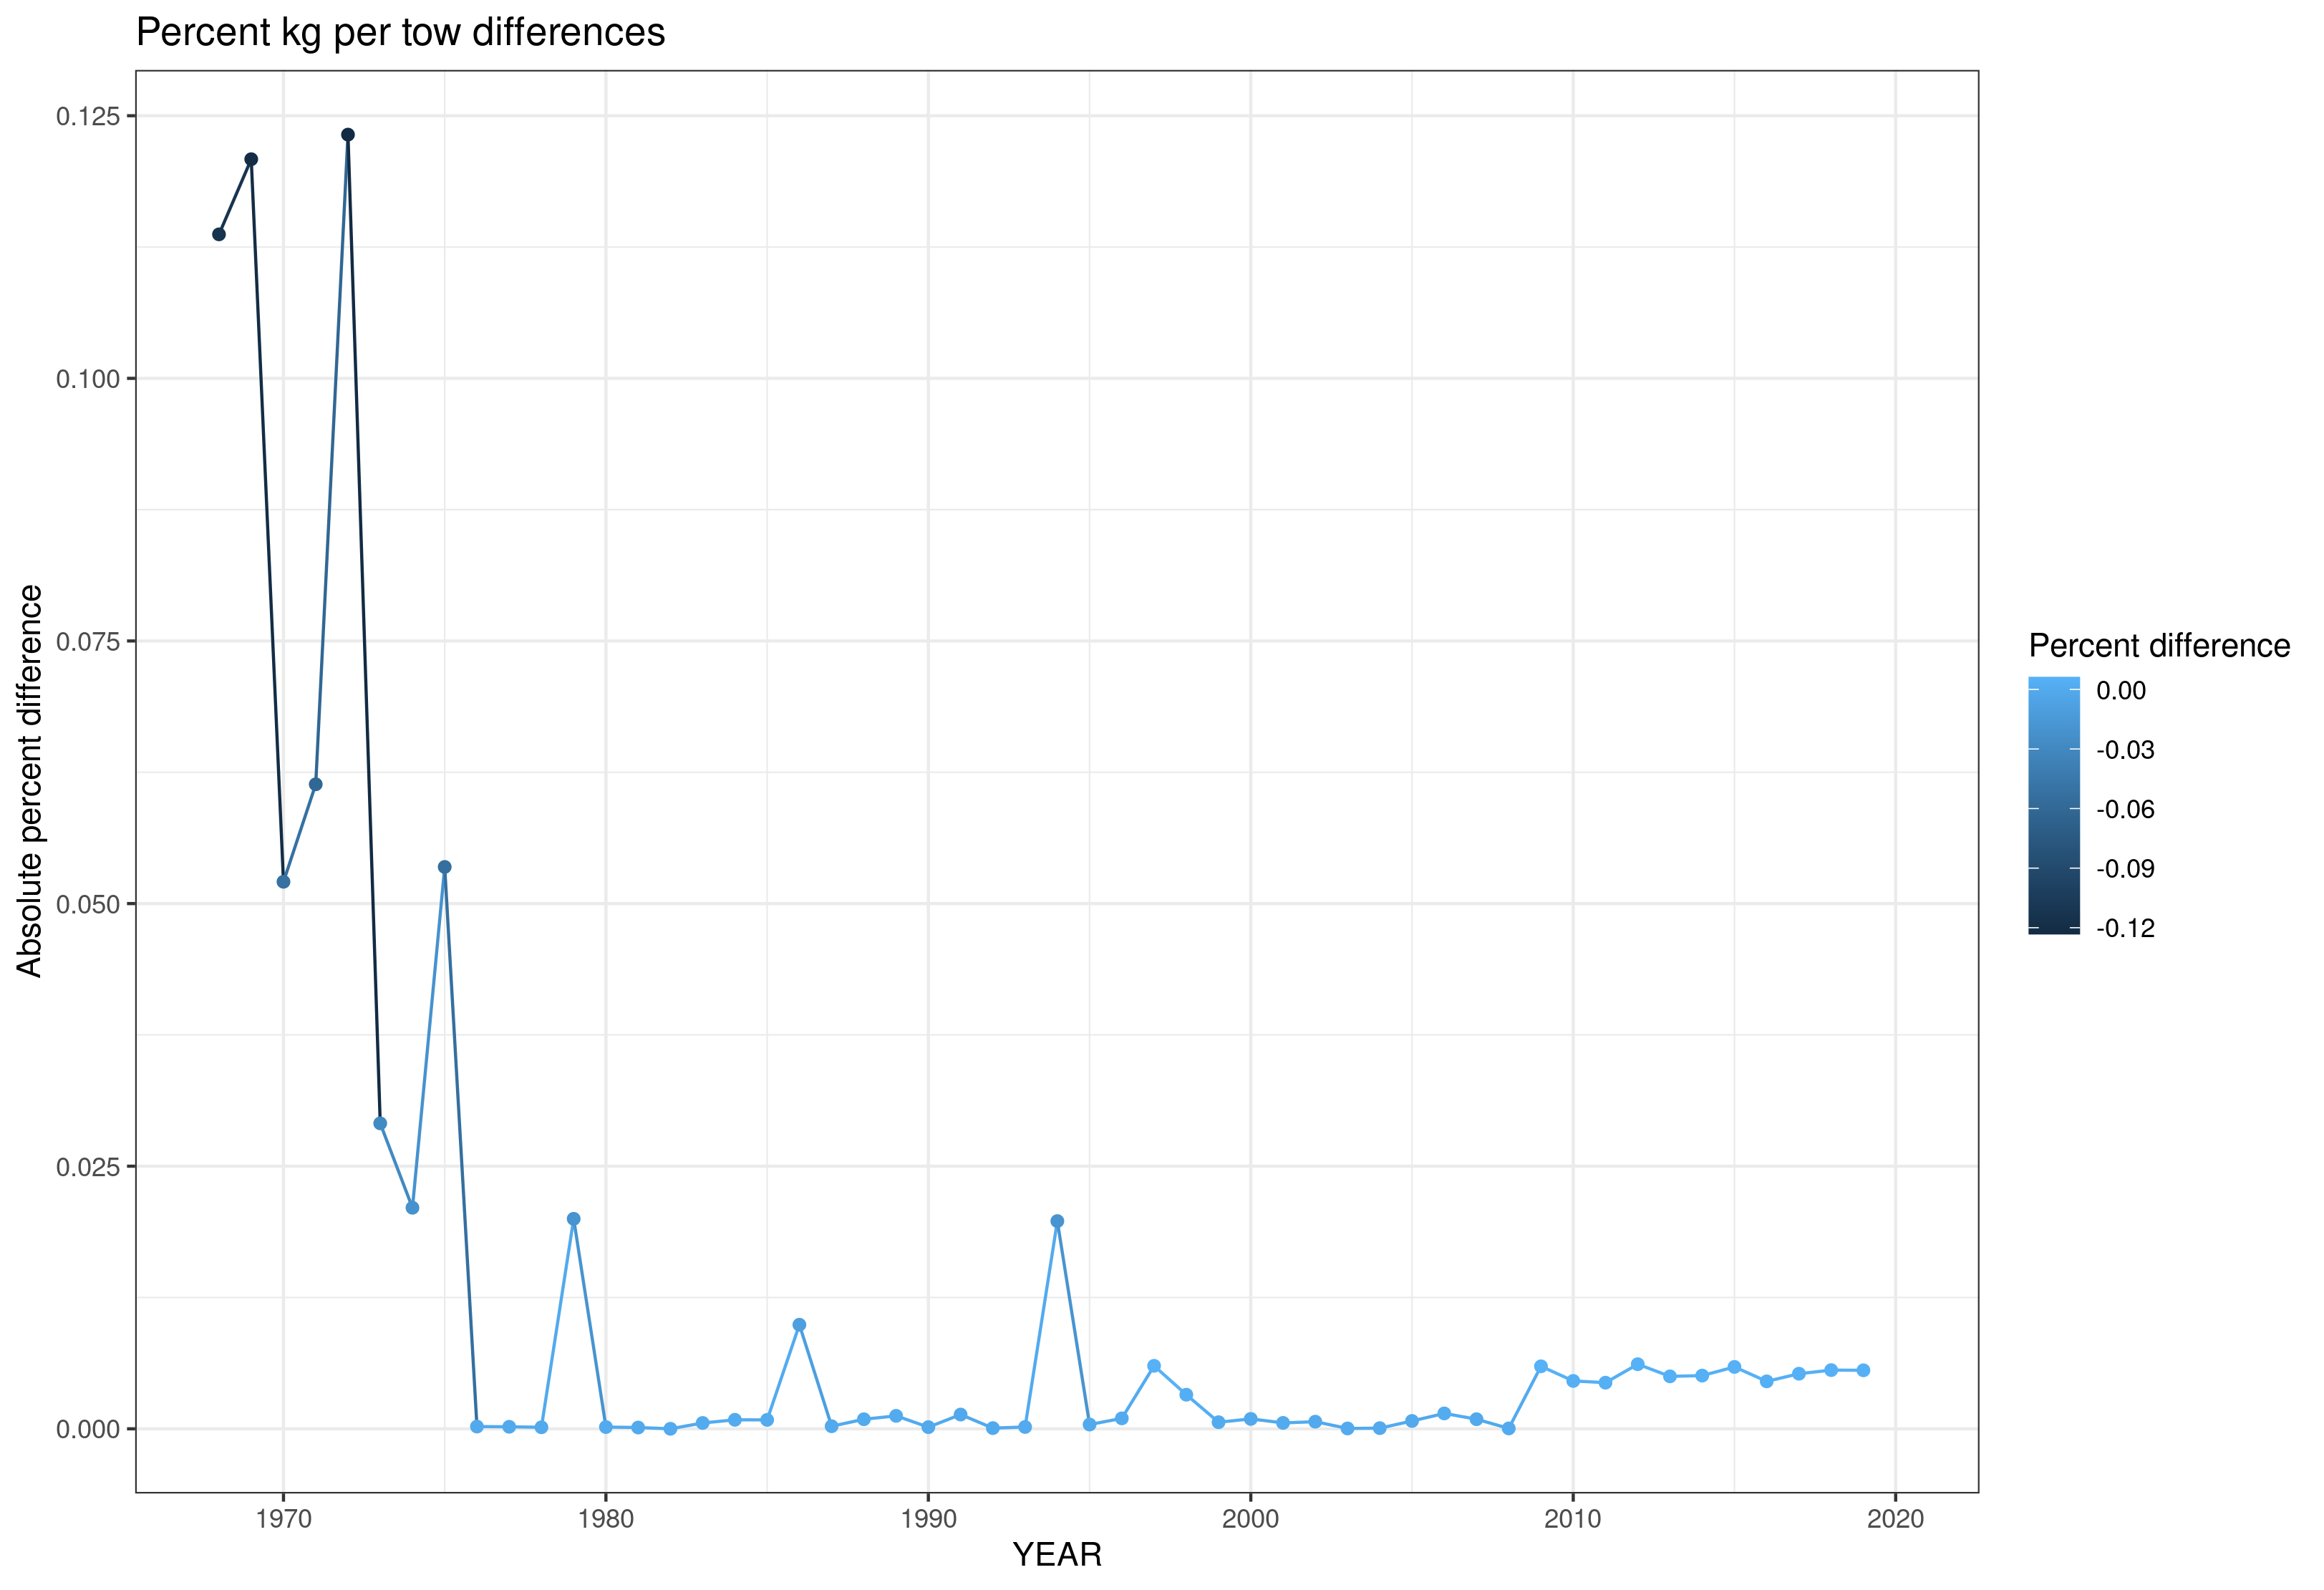 Percent kg per tow differences
0.125
0.100
0.075
0.050
0.025
0.000
Absolute percent difference
1970 1980 1990 2000 2010 2020
YEAR
Percent difference
0.00
-0.03
-0.06
-0.09
-0.12